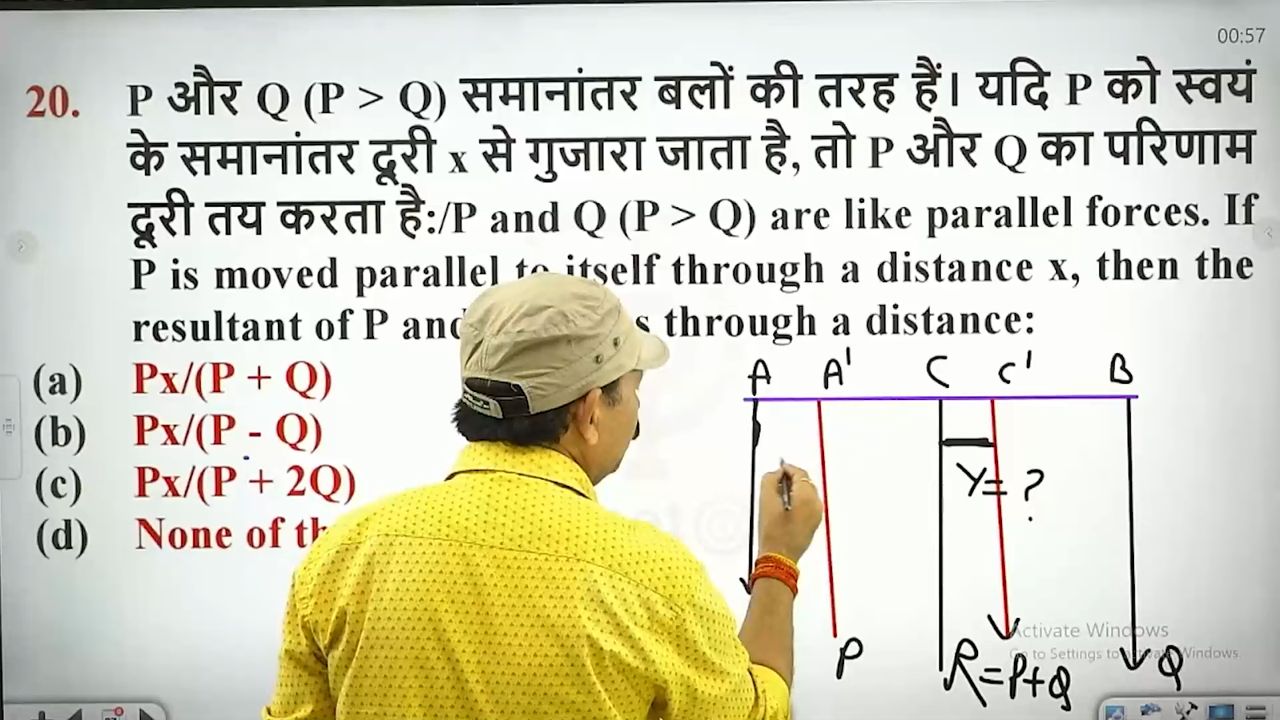 00:57
20. P और Q (P > Q) समानांतर बलों की तरह हैं। यदि P को स्वयं
के समानांतर दूरी x से गुजारा जाता है, तो P और Q का परिणाम
दूरी तय करता है:/P and Q (P > Q) are like parallel forces. If
P is moved parallel to itself through a distance x, then the
resultant of P and s through a distance:
(a) Px/(P + Q)
(b) Px/(P - Q)
(c) Px/(P + 2Q)
(d) None of th
A A' C C' B
Y = ?
P R = P+Q Q
Activate Windows
Go to Settings to activate Windows.